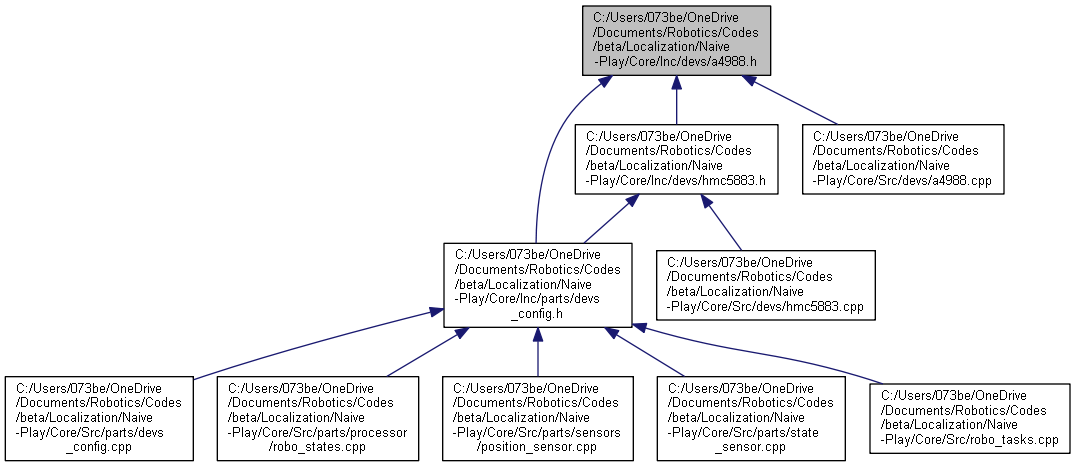 C:/Users/073be/OneDrive
/Documents/Robotics/Codes
/beta/Localization/Naive
-Play/Core/Inc/devs/a4988.h
C:/Users/073be/OneDrive
/Documents/Robotics/Codes
/beta/Localization/Naive
-Play/Core/Inc/devs/hmc5883.h
C:/Users/073be/OneDrive
/Documents/Robotics/Codes
/beta/Localization/Naive
-Play/Core/Src/devs/a4988.cpp
C:/Users/073be/OneDrive
/Documents/Robotics/Codes
/beta/Localization/Naive
-Play/Core/Inc/parts/devs
_config.h
C:/Users/073be/OneDrive
/Documents/Robotics/Codes
/beta/Localization/Naive
-Play/Core/Src/devs/hmc5883.cpp
C:/Users/073be/OneDrive
/Documents/Robotics/Codes
/beta/Localization/Naive
-Play/Core/Src/parts/devs
_config.cpp
C:/Users/073be/OneDrive
/Documents/Robotics/Codes
/beta/Localization/Naive
-Play/Core/Src/parts/processor
/robo_states.cpp
C:/Users/073be/OneDrive
/Documents/Robotics/Codes
/beta/Localization/Naive
-Play/Core/Src/parts/sensors
/position_sensor.cpp
C:/Users/073be/OneDrive
/Documents/Robotics/Codes
/beta/Localization/Naive
-Play/Core/Src/parts/state
_sensor.cpp
C:/Users/073be/OneDrive
/Documents/Robotics/Codes
/beta/Localization/Naive
-Play/Core/Src/robo_tasks.cpp